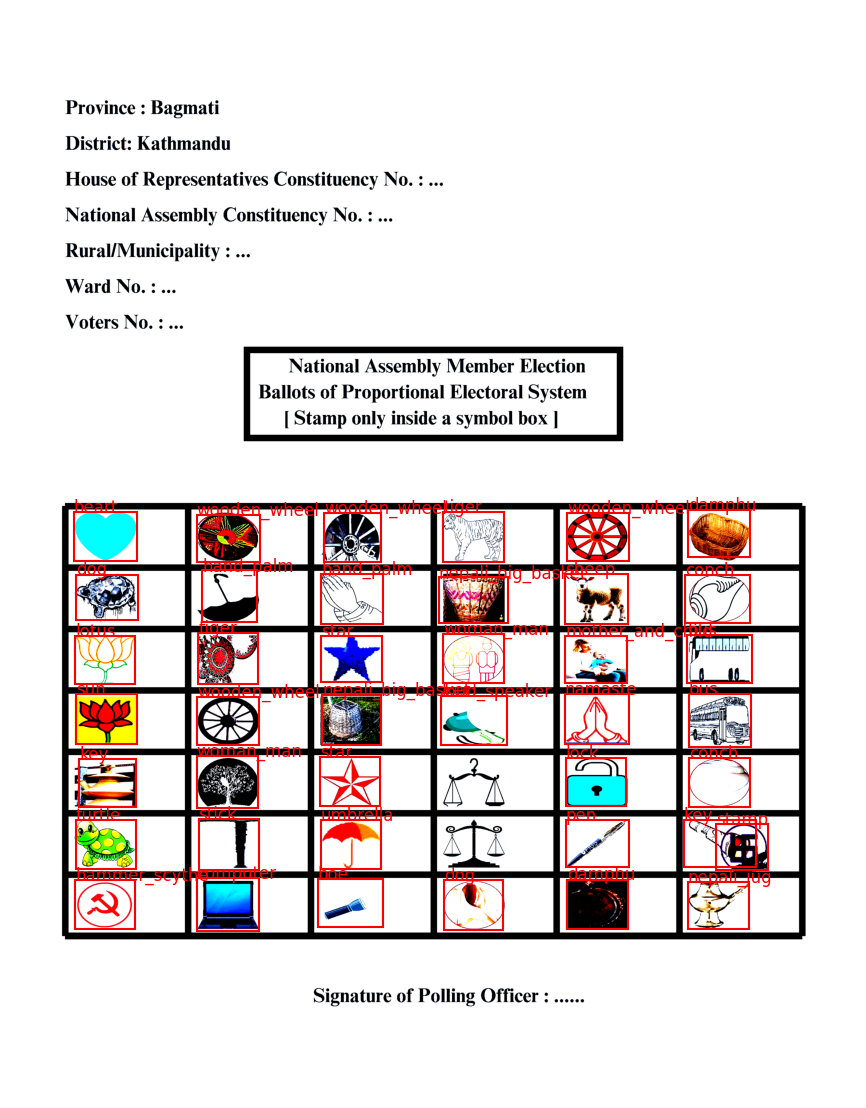 Province : Bagmati
District: Kathmandu
House of Representatives Constituency No. : ...
National Assembly Constituency No. : ...
Rural/Municipality : ...
Ward No. : ...
Voters No. : ...
National Assembly Member Election
Ballots of Proportional Electoral System
[ Stamp only inside a symbol box ]
heart wooden_wheel wooden_wheel tiger wooden_wheel damphu
dog hand_palm hand_palm nepali_big_basket sheep conch
lotus tiger star woman_man mother_and_child
sun wooden_wheel nepali_big_basket speaker namaste bus
key woman_man star lock conch
turtle stick umbrella pen key stamp
hammer_scythe computer hoe dog damphu nepali_jug
Signature of Polling Officer : ......